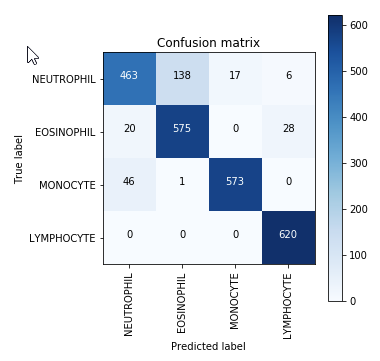 Confusion matrix
True label
NEUTROPHIL 463 138 17 6
EOSINOPHIL 20 575 0 28
MONOCYTE 46 1 573 0
LYMPHOCYTE 0 0 0 620
NEUTROPHIL EOSINOPHIL MONOCYTE LYMPHOCYTE
Predicted label
600
500
400
300
200
100
0